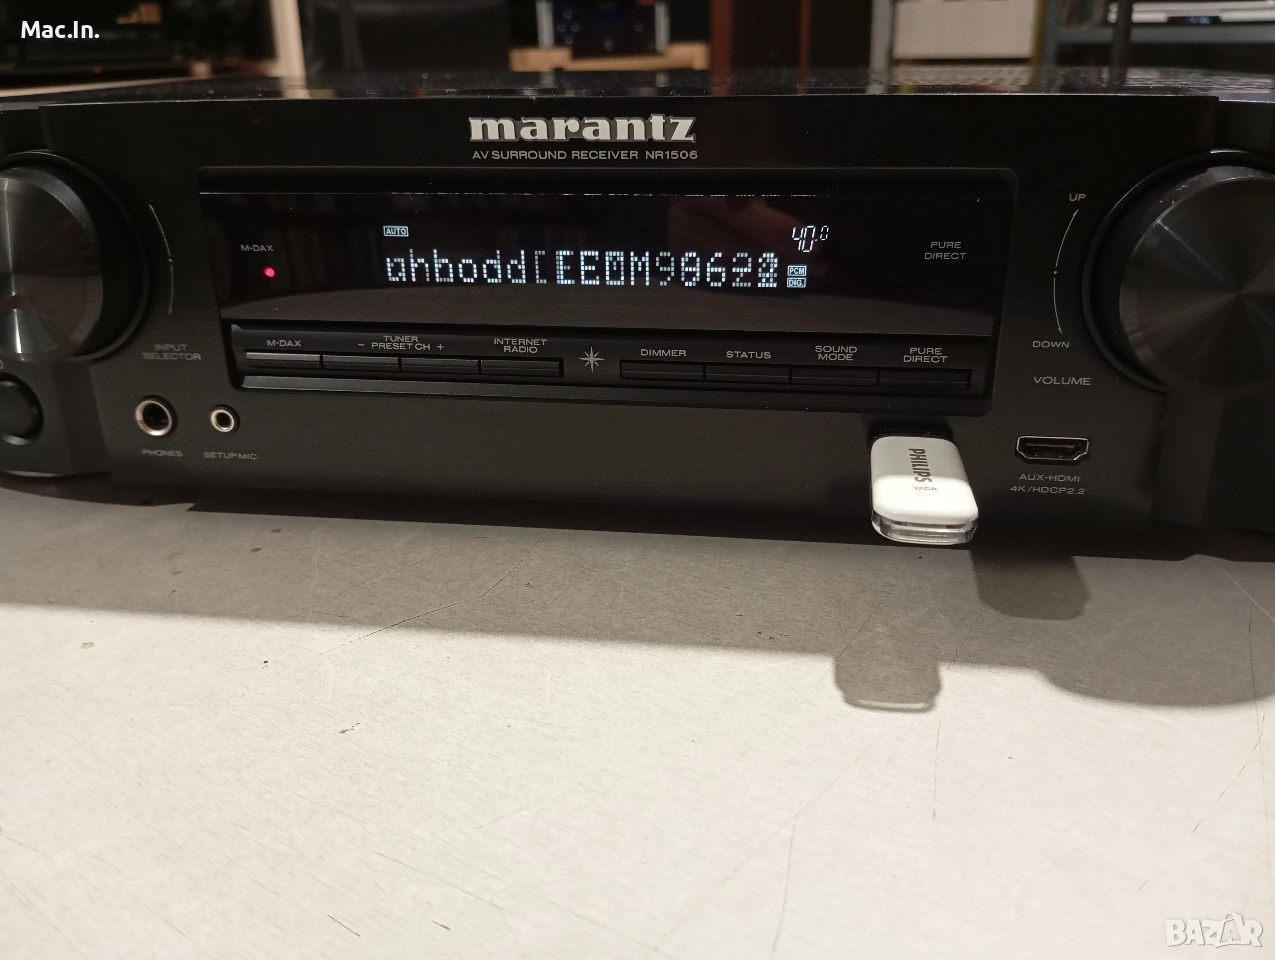 Mac.In.
marantz
AV SURROUND RECEIVER NR1506
AUTO
40.0
PCM
DIG.
M-DAX
PURE DIRECT
UP
DOWN
VOLUME
INPUT SELECTOR
M-DAX
TUNER
– PRESET CH +
INTERNET RADIO
DIMMER
STATUS
SOUND MODE
PURE DIRECT
PHONES
SETUP MIC
PHILIPS
32GB
AUX-HDMI
4K/HDCP2.2
BAZAR